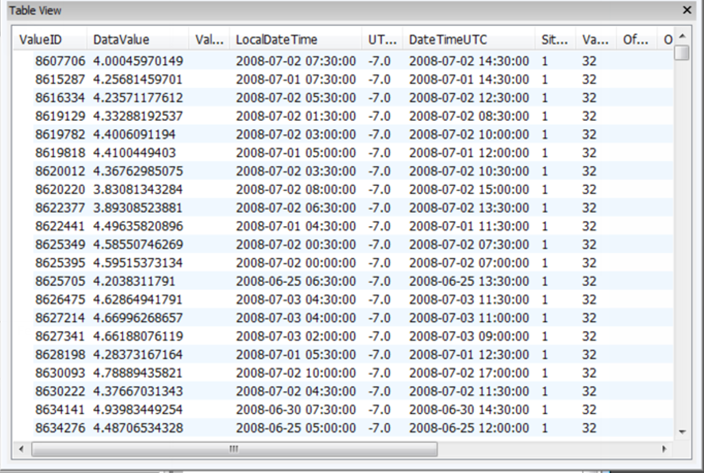 Table View
ValueID DataValue Val... LocalDateTime UT... DateTimeUTC Sit... Va... Of... O
8607706 4.00045970149 2008-07-02 07:30:00 -7.0 2008-07-02 14:30:00 1 32
8615287 4.25681459701 2008-07-01 07:30:00 -7.0 2008-07-01 14:30:00 1 32
8616334 4.23571177612 2008-07-02 05:30:00 -7.0 2008-07-02 12:30:00 1 32
8619129 4.33288192537 2008-07-02 01:30:00 -7.0 2008-07-02 08:30:00 1 32
8619782 4.4006091194 2008-07-02 03:00:00 -7.0 2008-07-02 10:00:00 1 32
8619818 4.4100449403 2008-07-01 05:00:00 -7.0 2008-07-01 12:00:00 1 32
8620012 4.36762985075 2008-07-02 03:30:00 -7.0 2008-07-02 10:30:00 1 32
8620220 3.83081343284 2008-07-02 08:00:00 -7.0 2008-07-02 15:00:00 1 32
8622377 3.89308523881 2008-07-02 06:30:00 -7.0 2008-07-02 13:30:00 1 32
8622441 4.49635820896 2008-07-01 04:30:00 -7.0 2008-07-01 11:30:00 1 32
8625349 4.58550746269 2008-07-02 00:30:00 -7.0 2008-07-02 07:30:00 1 32
8625395 4.59515373134 2008-07-02 00:00:00 -7.0 2008-07-02 07:00:00 1 32
8625705 4.2038311791 2008-06-25 06:30:00 -7.0 2008-06-25 13:30:00 1 32
8626475 4.62864941791 2008-07-03 04:30:00 -7.0 2008-07-03 11:30:00 1 32
8627214 4.66996268657 2008-07-03 04:00:00 -7.0 2008-07-03 11:00:00 1 32
8627341 4.66188076119 2008-07-03 02:00:00 -7.0 2008-07-03 09:00:00 1 32
8628198 4.28373167164 2008-07-01 05:30:00 -7.0 2008-07-01 12:30:00 1 32
8630093 4.78889435821 2008-07-02 10:00:00 -7.0 2008-07-02 17:00:00 1 32
8630222 4.37667031343 2008-07-02 04:30:00 -7.0 2008-07-02 11:30:00 1 32
8634141 4.93983449254 2008-06-30 07:30:00 -7.0 2008-06-30 14:30:00 1 32
8634276 4.48706534328 2008-06-25 05:00:00 -7.0 2008-06-25 12:00:00 1 32